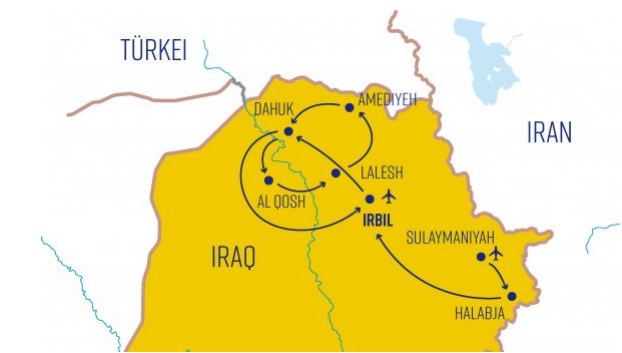 TÜRKEI
AMEDIYEH
DAHUK
IRAN
LALESH
AL QOSH
IRBIL
SULAYMANIYAH
IRAQ
HALABJA